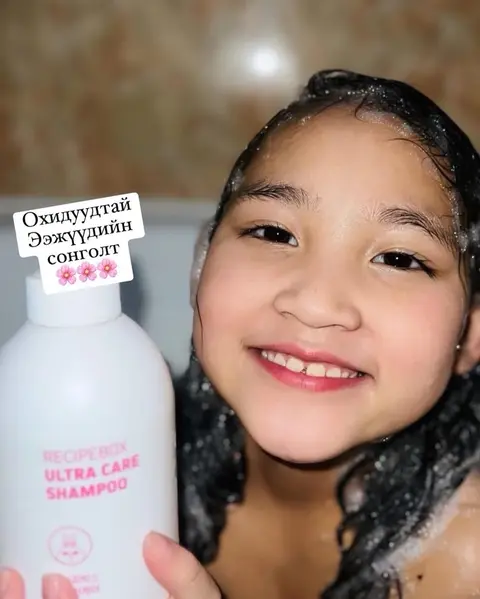 Охидуудтай
Ээжүүдийн
сонголт
RECIPEBOX
ULTRA CARE
SHAMPOO